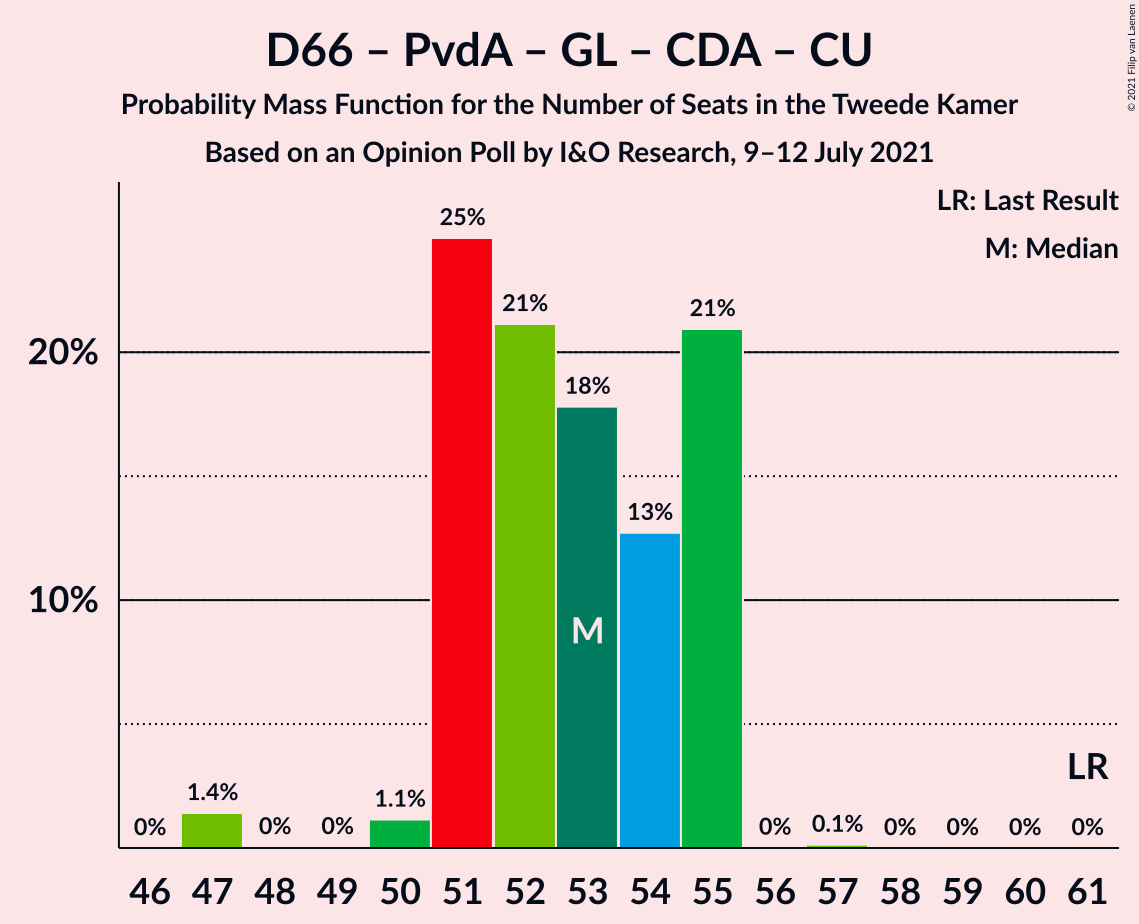 D66 – PvdA – GL – CDA – CU
Probability Mass Function for the Number of Seats in the Tweede Kamer
Based on an Opinion Poll by I&O Research, 9–12 July 2021
© 2021 Filip van Laenen
LR: Last Result
M: Median
20%
10%
0%
1.4%
0%
0%
1.1%
25%
21%
18%
13%
21%
0%
0.1%
0%
0%
0%
0%
M
LR
46 47 48 49 50 51 52 53 54 55 56 57 58 59 60 61